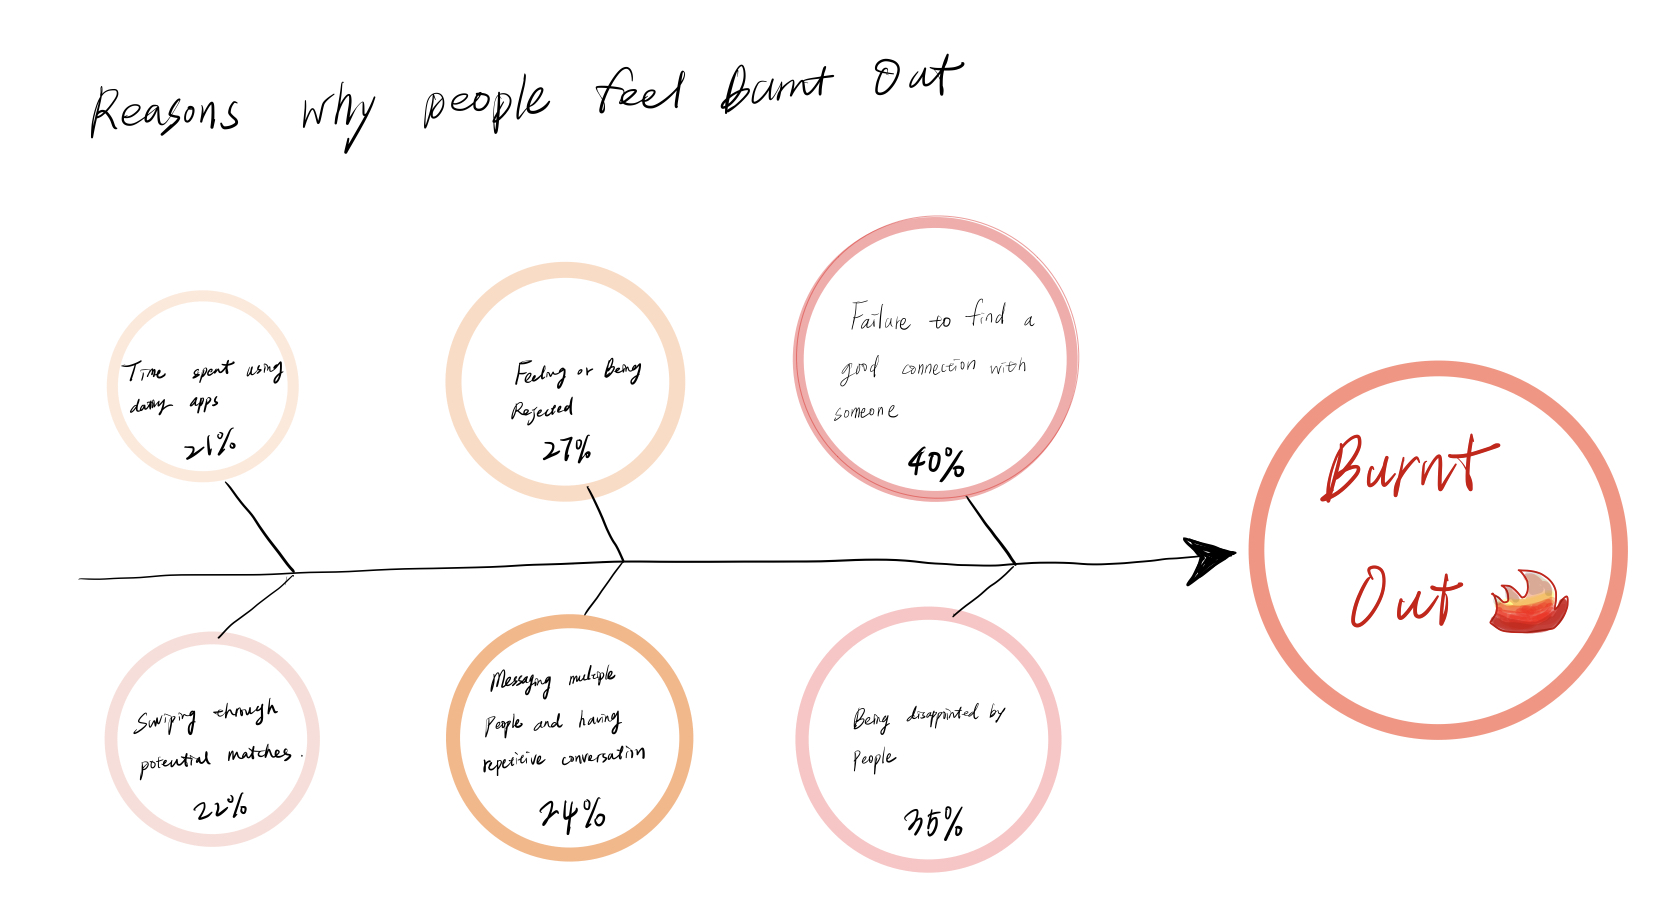 Reasons why people feel Burnt Out
Time spent using
dating apps
21%
Feeling or Being
Rejected
27%
Failure to find a
good connection with
someone
40%
Swiping through
potential matches.
22%
Messaging multiple
People and having
repetitive conversation
24%
Being disappointed by
People
35%
Burnt
Out